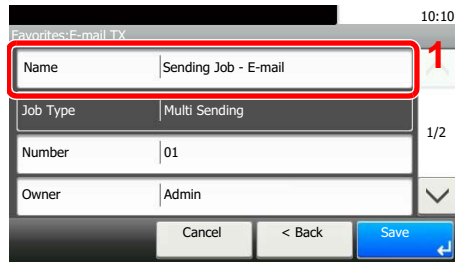 10:10
Favorites:E-mail TX
Name Sending Job - E-mail
1
Job Type Multi Sending
1/2
Number 01
Owner Admin
Cancel < Back Save